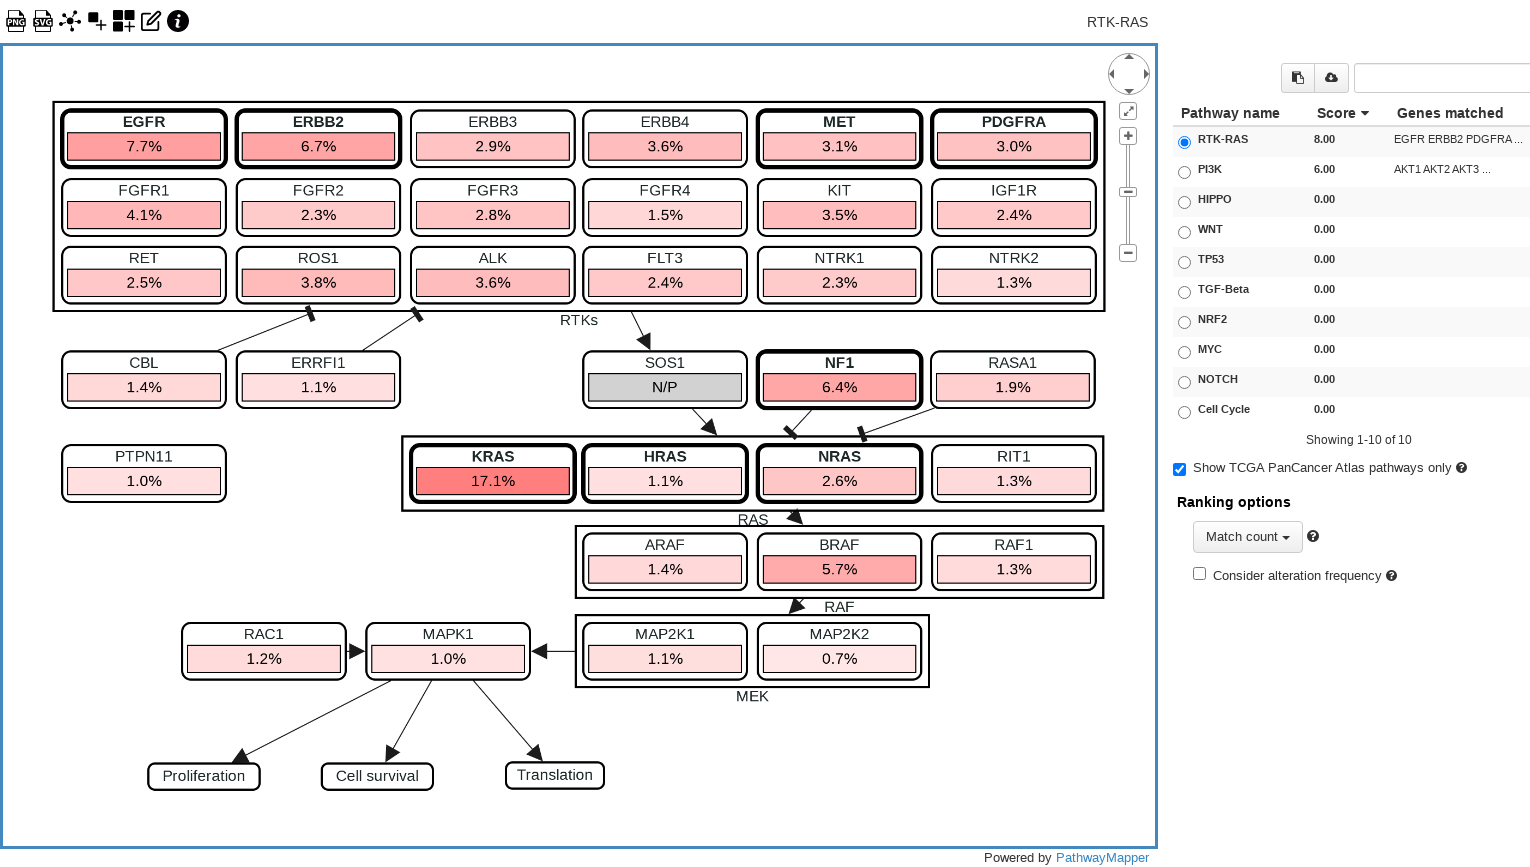 PNG SVG RTK-RAS
EGFR ERBB2 ERBB3 ERBB4 MET PDGFRA
7.7% 6.7% 2.9% 3.6% 3.1% 3.0%
FGFR1 FGFR2 FGFR3 FGFR4 KIT IGF1R
4.1% 2.3% 2.8% 1.5% 3.5% 2.4%
RET ROS1 ALK FLT3 NTRK1 NTRK2
2.5% 3.8% 3.6% 2.4% 2.3% 1.3%
RTKs
CBL ERRFI1 SOS1 NF1 RASA1
1.4% 1.1% N/P 6.4% 1.9%
PTPN11 KRAS HRAS NRAS RIT1
1.0% 17.1% 1.1% 2.6% 1.3%
RAS
ARAF BRAF RAF1
1.4% 5.7% 1.3%
RAF
RAC1 MAPK1 MAP2K1 MAP2K2
1.2% 1.0% 1.1% 0.7%
MEK
Proliferation Cell survival Translation
Powered by PathwayMapper
Pathway name Score Genes matched
RTK-RAS 8.00 EGFR ERBB2 PDGFRA ...
PI3K 6.00 AKT1 AKT2 AKT3 ...
HIPPO 0.00
WNT 0.00
TP53 0.00
TGF-Beta 0.00
NRF2 0.00
MYC 0.00
NOTCH 0.00
Cell Cycle 0.00
Showing 1-10 of 10
Show TCGA PanCancer Atlas pathways only
Ranking options
Match count
Consider alteration frequency